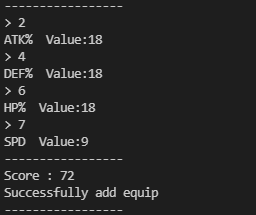 -----------------
> 2
ATK%  Value:18
> 4
DEF%  Value:18
> 6
HP%  Value:18
> 7
SPD  Value:9
-----------------
Score : 72
Successfully add equip
-----------------